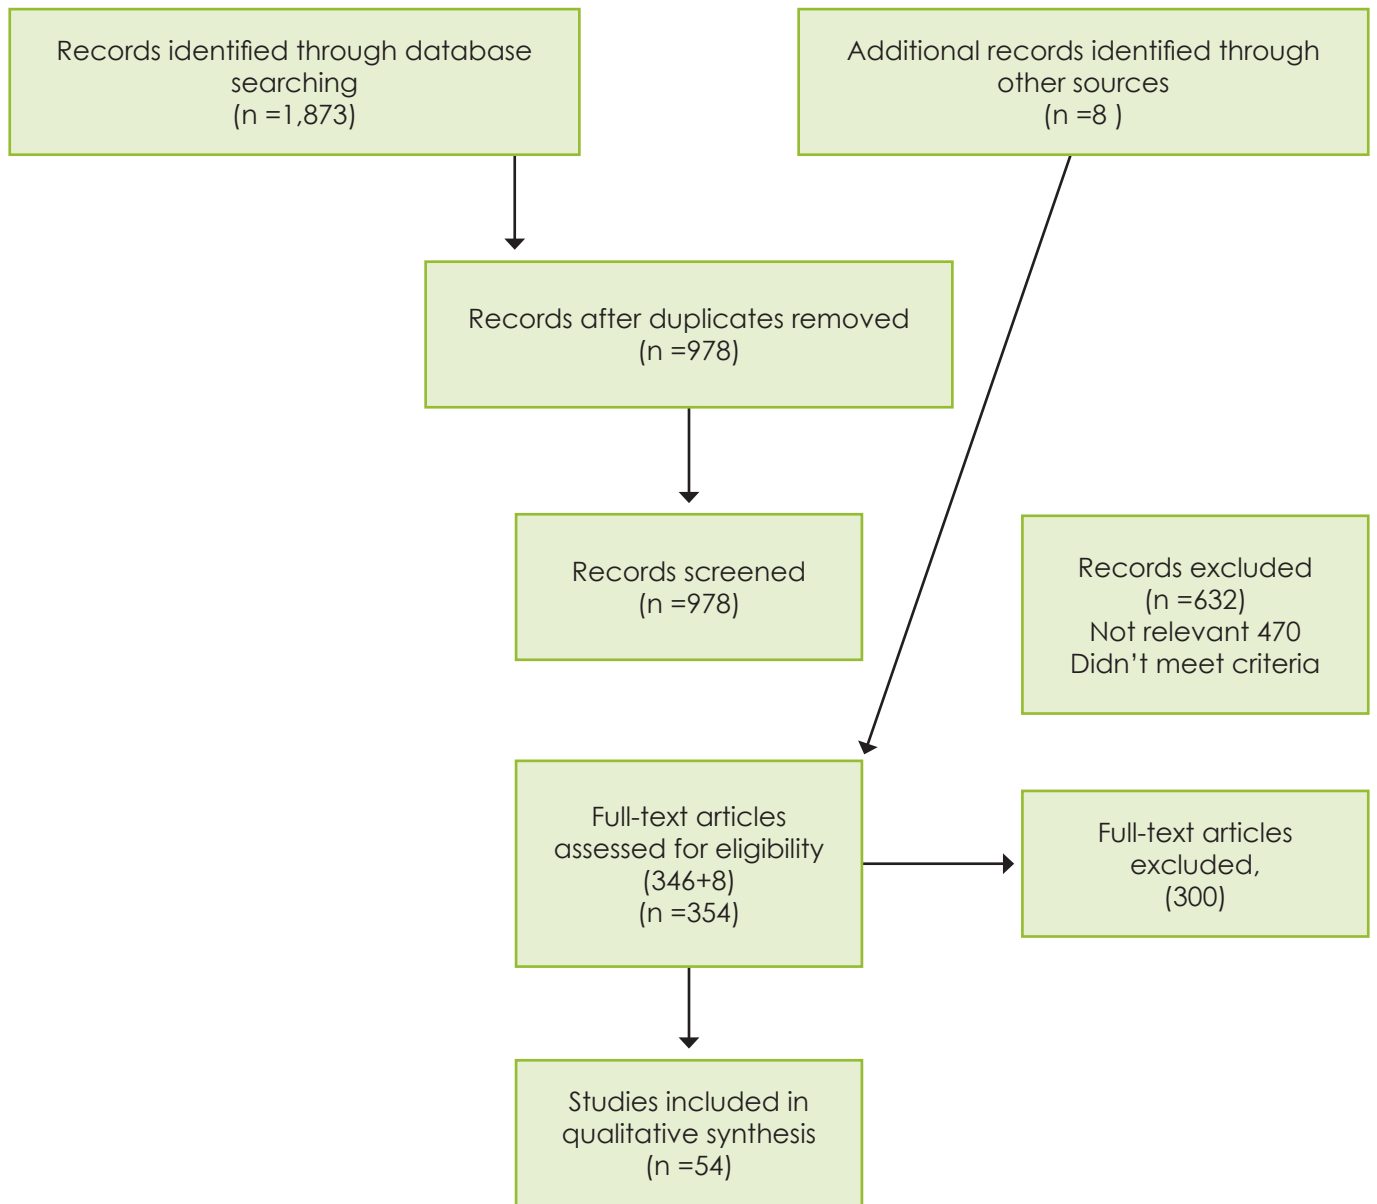 Records identified through database
searching
(n =1,873)
Additional records identified through
other sources
(n =8 )
Records after duplicates removed
(n =978)
Records screened
(n =978)
Records excluded
(n =632)
Not relevant 470
Didn’t meet criteria
Full-text articles
assessed for eligibility
(346+8)
(n =354)
Full-text articles
excluded,
(300)
Studies included in
qualitative synthesis
(n =54)